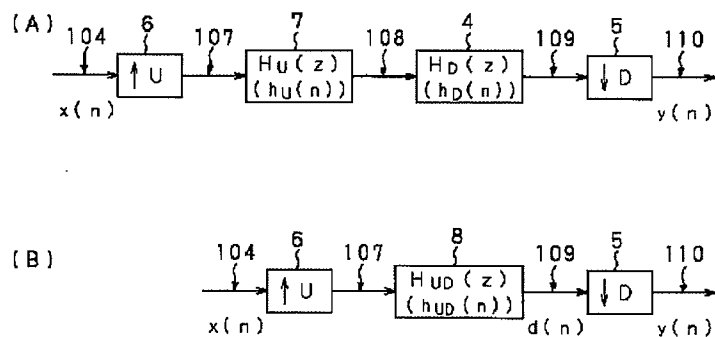 [A]
104 6 107 7 108 4 109 5 110
↑ U
HU(z)
(hU(n))
HD(z)
(hD(n))
↓ D
x(n) y(n)
[B]
104 6 107 8 109 5 110
↑ U
HUD(z)
(hUD(n))
↓ D
x(n) d(n) y(n)